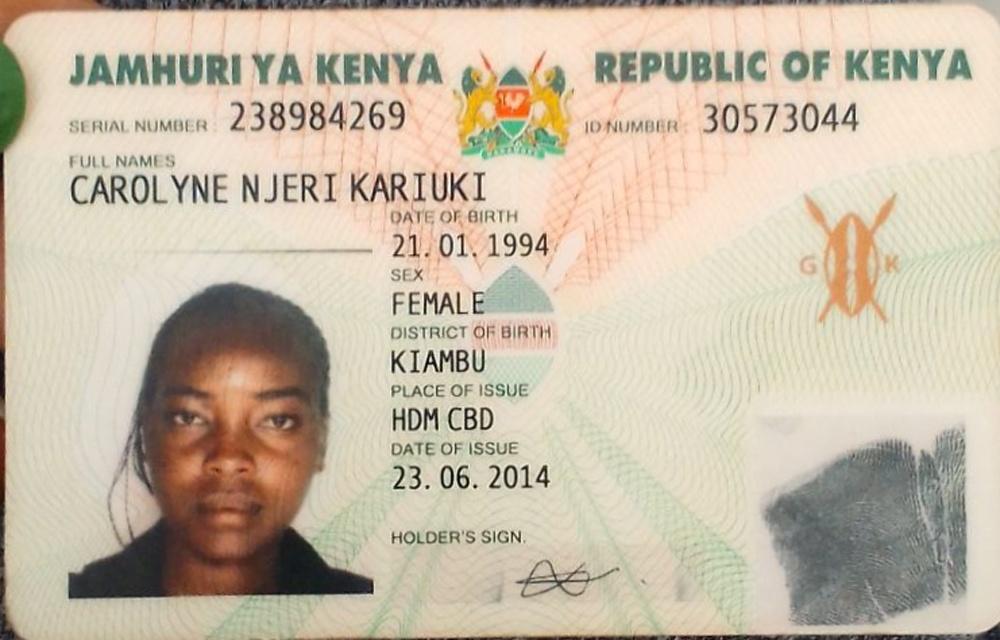 JAMHURI YA KENYA
REPUBLIC OF KENYA
SERIAL NUMBER : 238984269
ID NUMBER : 30573044
FULL NAMES
CAROLYNE NJERI KARIUKI
DATE OF BIRTH
21. 01. 1994
SEX
FEMALE
DISTRICT OF BIRTH
KIAMBU
PLACE OF ISSUE
HDM CBD
DATE OF ISSUE
23. 06. 2014
HOLDER'S SIGN.
G K